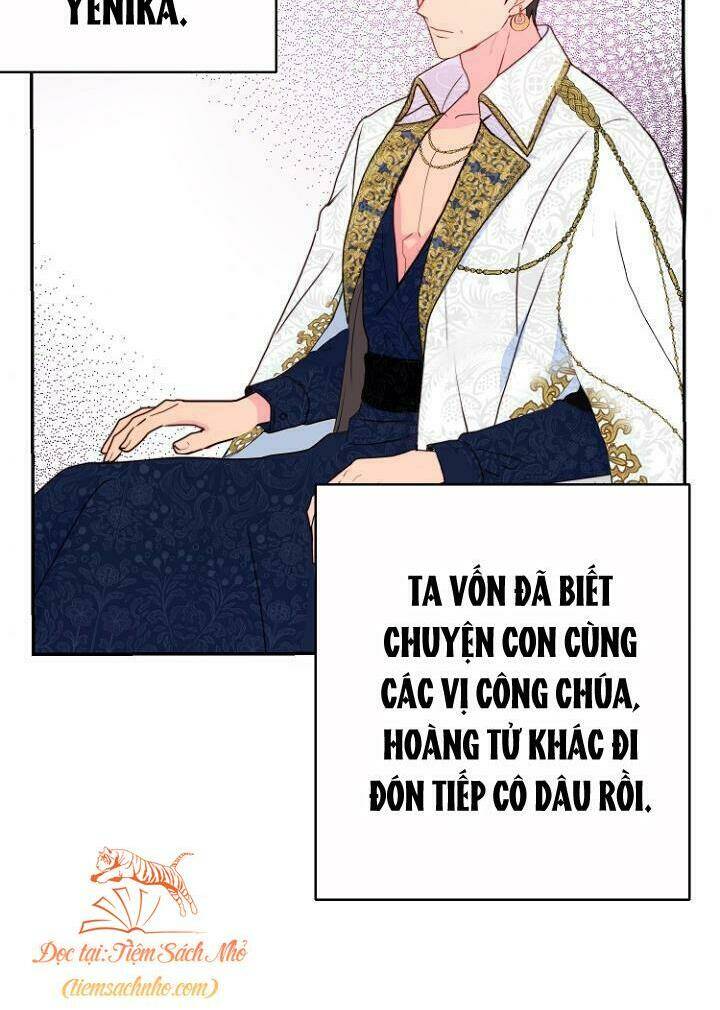 YENIKA.
TA VỐN ĐÃ BIẾT
CHUYỆN CON CÙNG
CÁC VỊ CÔNG CHÚA,
HOÀNG TỬ KHÁC ĐI
ĐÓN TIẾP CÔ DÂU RỒI.
Đọc tại: Tiệm Sách Nhỏ
(tiemsachnho.com)